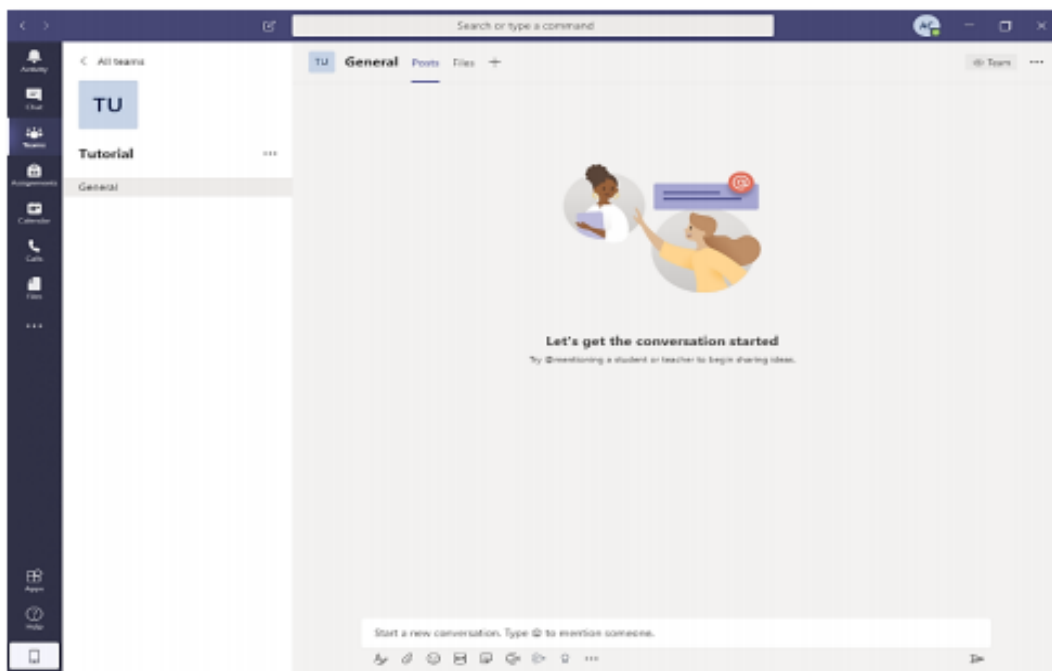 Search or type a command
AC
Activity
Chat
Teams
Assignments
Calendar
Calls
Files
Apps
Help
All teams
TU
Tutorial
General
TU General Posts Files +
Team
@
Let's get the conversation started
Try @mentioning a student or teacher to begin sharing ideas.
Start a new conversation. Type @ to mention someone.